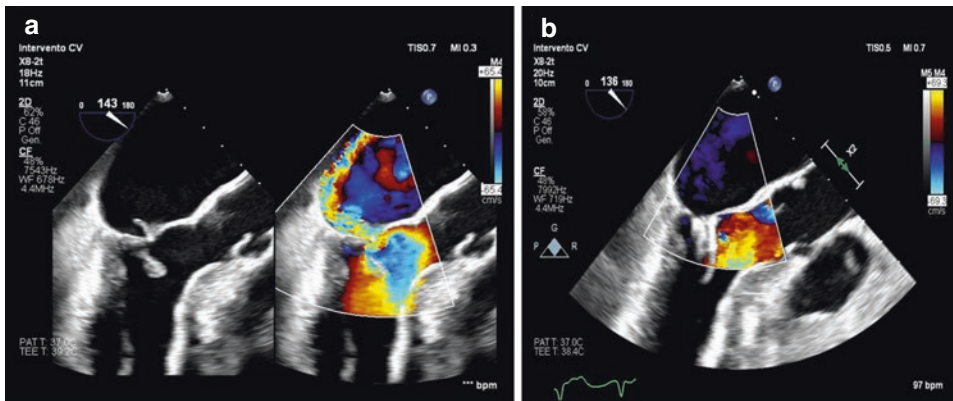 a
Intervento CV
TIS0.7 MI 0.3
X8-2t
18Hz
11cm
M4
+65.4
0 143 180
2D
62%
C 46
P Off
Gen.
CF
48%
7543Hz
WF 678Hz
4.4MHz
-65.4
cm/s
PAT T: 37.0C
TEE T: 39.2C
*** bpm
b
Intervento CV
TIS0.5 MI 0.7
X8-2t
20Hz
10cm
M5 M4
+69.3
0 136 180
2D
58%
C 46
P Off
Gen.
X2
CF
48%
7992Hz
WF 719Hz
4.4MHz
-69.3
cm/s
G
P R
PAT T: 37.0C
TEE T: 38.4C
97 bpm